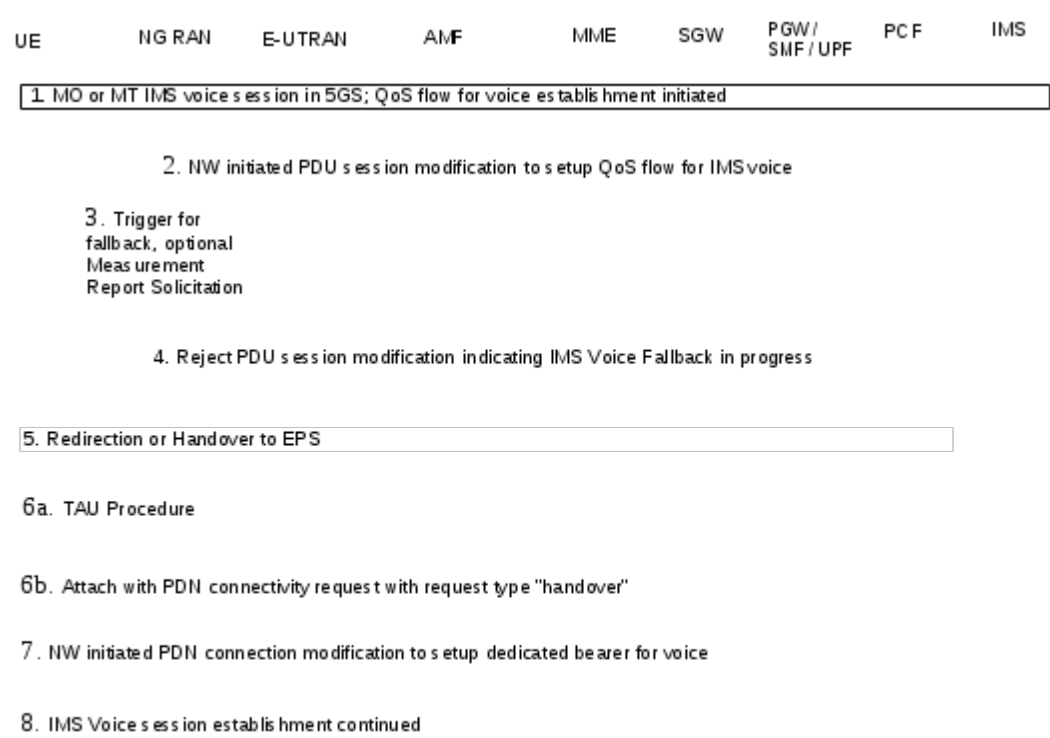 UE NG RAN E-UTRAN AMF MME SGW PGW/ SMF/UPF PCF IMS
1. MO or MT IMS voice session in 5GS; QoS flow for voice establishment initiated
2. NW initiated PDU session modification to setup QoS flow for IMS voice
3. Trigger for
fallback, optional
Measurement
Report Solicitation
4. Reject PDU session modification indicating IMS Voice Fallback in progress
5. Redirection or Handover to EPS
6a. TAU Procedure
6b. Attach with PDN connectivity request with request type "handover"
7. NW initiated PDN connection modification to setup dedicated bearer for voice
8. IMS Voice session establishment continued